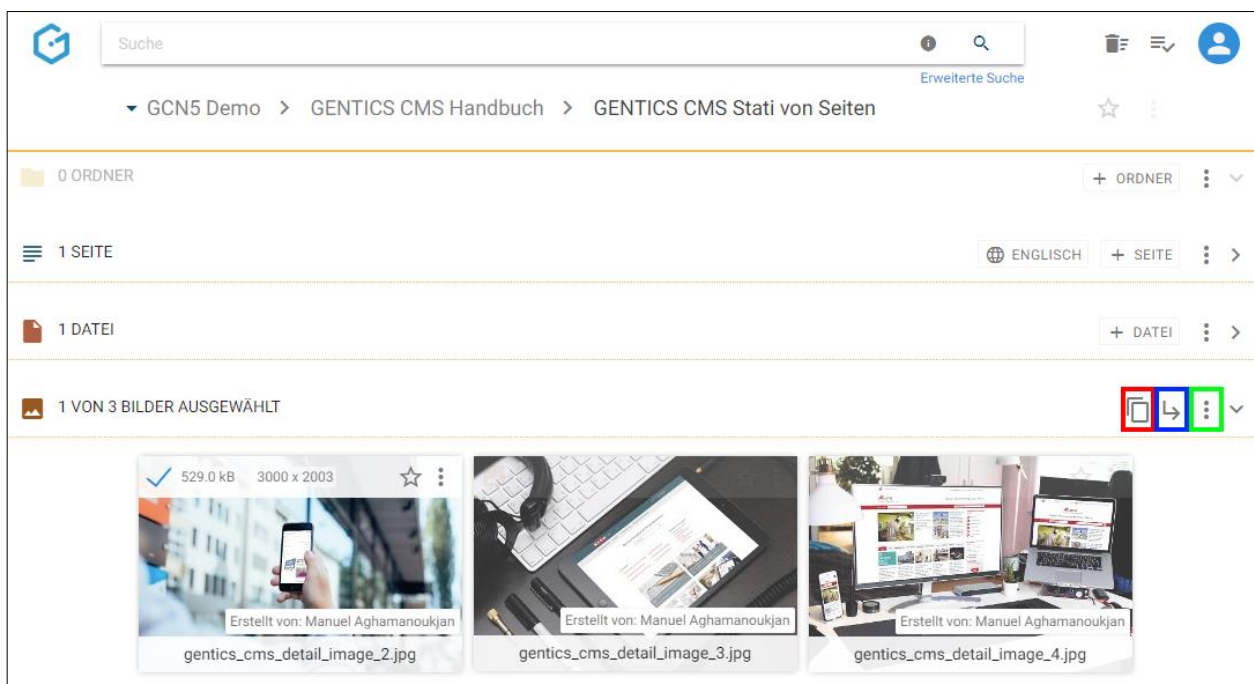 Suche
Erweiterte Suche
GCN5 Demo > GENTICS CMS Handbuch > GENTICS CMS Stati von Seiten
0 ORDNER + ORDNER
1 SEITE ENGLISCH + SEITE
1 DATEI + DATEI
1 VON 3 BILDER AUSGEWÄHLT
529.0 kB 3000 x 2003
Erstellt von: Manuel Aghamanoukjan Erstellt von: Manuel Aghamanoukjan Erstellt von: Manuel Aghamanoukjan
gentics_cms_detail_image_2.jpg gentics_cms_detail_image_3.jpg gentics_cms_detail_image_4.jpg